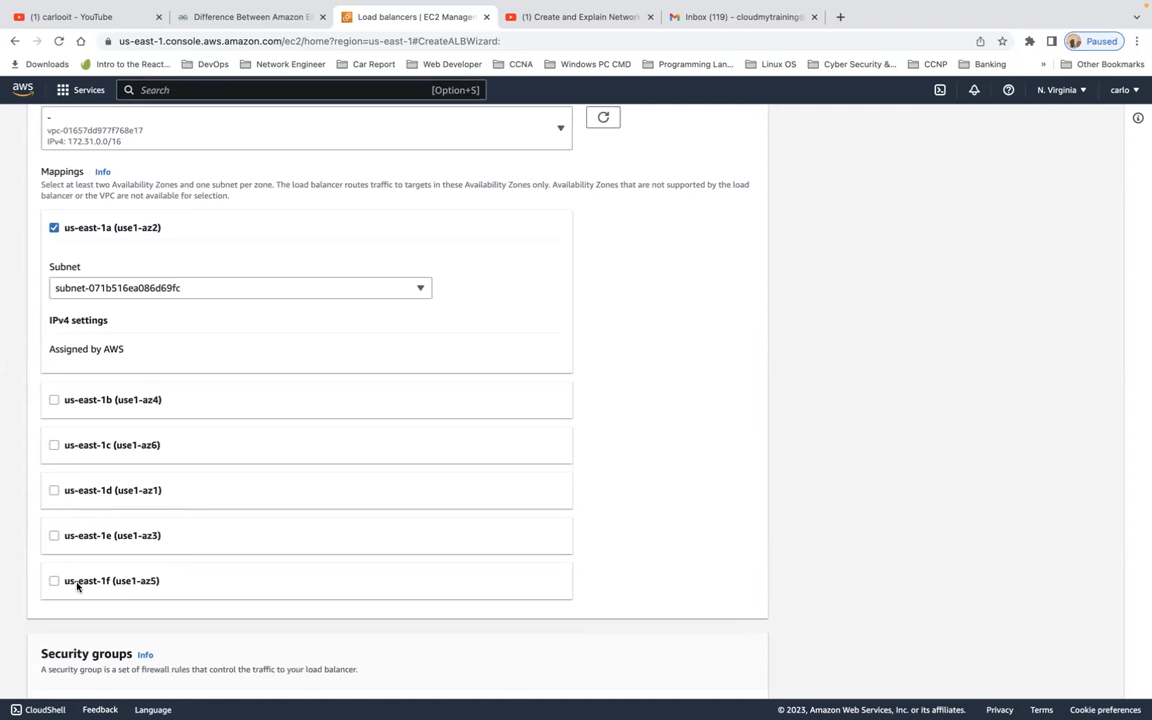 (1) carlooit - YouTube
Difference Between Amazon E
Load balancers | EC2 Manage
(1) Create and Explain Network
Inbox (119) - cloudmytraining@
us-east-1.console.aws.amazon.com/ec2/home?region=us-east-1#CreateALBWizard:
Paused
Downloads
Intro to the React...
DevOps
Network Engineer
Car Report
Web Developer
CCNA
Windows PC CMD
Programming Lan...
Linux OS
Cyber Security &...
CCNP
Banking
»
Other Bookmarks
aws
Services
Search
[Option+S]
N. Virginia
carlo
-
vpc-01657dd977f768e17
IPv4: 172.31.0.0/16
Mappings Info
Select at least two Availability Zones and one subnet per zone. The load balancer routes traffic to targets in these Availability Zones only. Availability Zones that are not supported by the load
balancer or the VPC are not available for selection.
us-east-1a (use1-az2)
Subnet
subnet-071b516ea086d69fc
IPv4 settings
Assigned by AWS
us-east-1b (use1-az4)
us-east-1c (use1-az6)
us-east-1d (use1-az1)
us-east-1e (use1-az3)
us-east-1f (use1-az5)
Security groups Info
A security group is a set of firewall rules that control the traffic to your load balancer.
CloudShell
Feedback
Language
© 2023, Amazon Web Services, Inc. or its affiliates.
Privacy
Terms
Cookie preferences